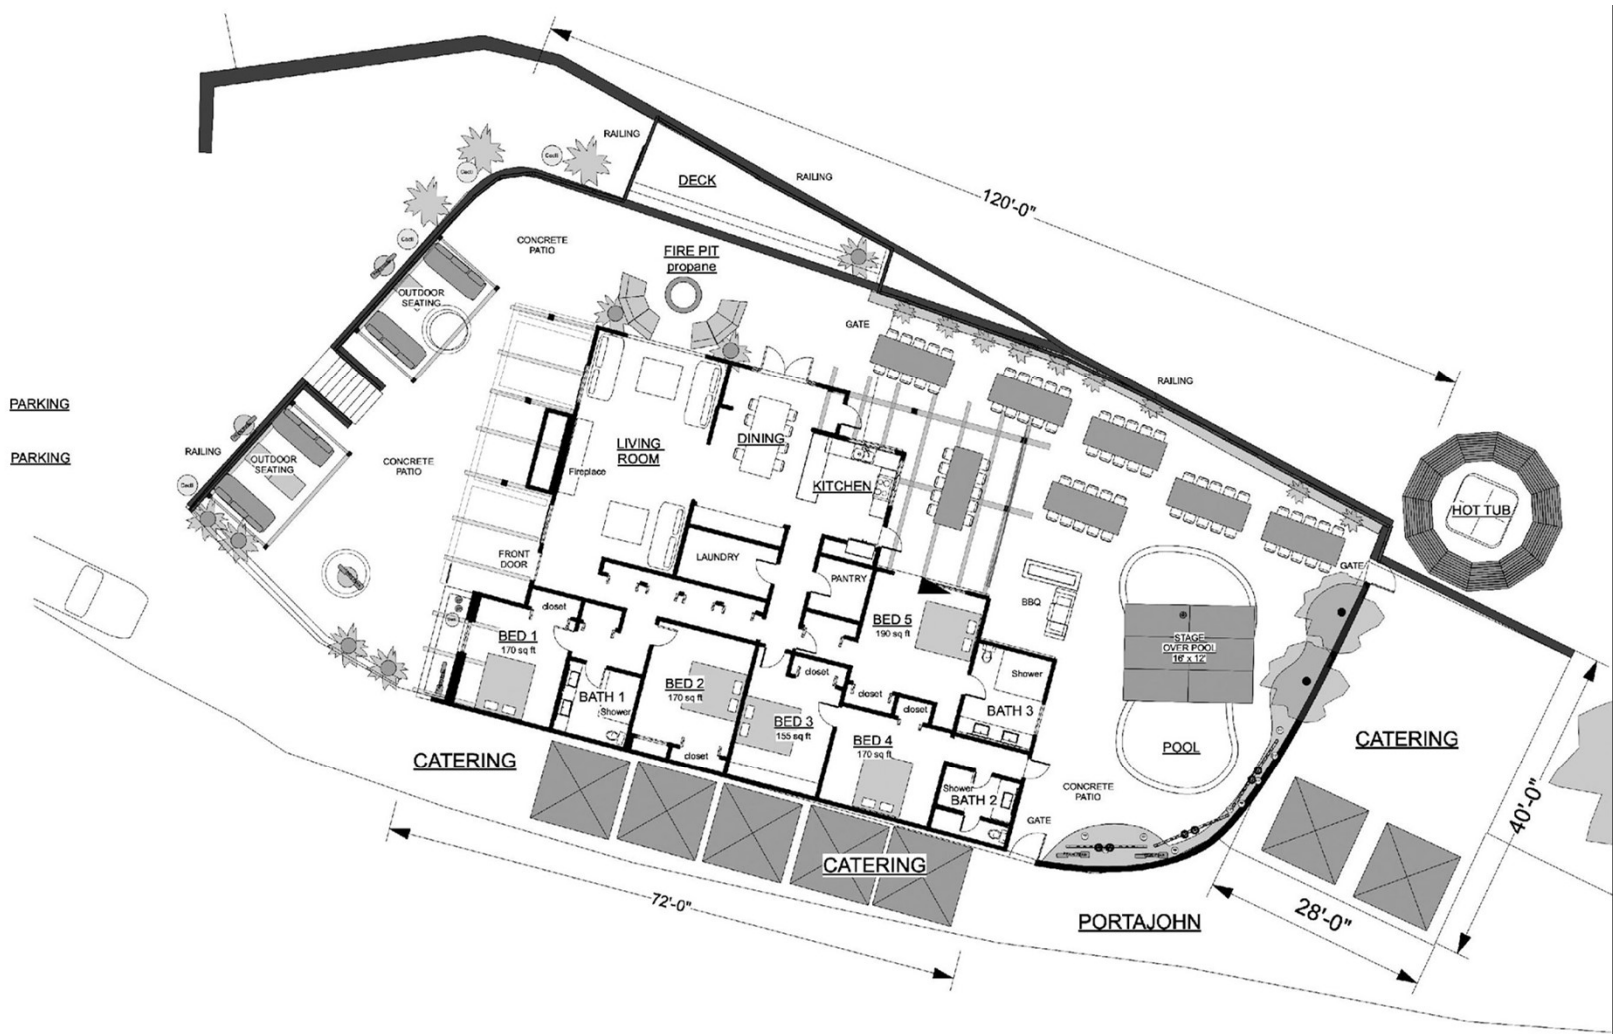 RAILING
DECK
RAILING
120'-0"
Cacti
Cacti
Cacti
CONCRETE
PATIO
FIRE PIT
propane
OUTDOOR
SEATING
GATE
RAILING
PARKING
PARKING
RAILING
OUTDOOR
SEATING
CONCRETE
PATIO
Cacti
Fireplace
LIVING
ROOM
DINING
KITCHEN
HOT TUB
FRONT
DOOR
LAUNDRY
PANTRY
GATE
BBQ
closet
BED 1
170 sq ft
BED 5
190 sq ft
STAGE
OVER POOL
16' x 12'
BATH 1
Shower
BED 2
170 sq ft
closet
closet
closet
closet
Shower
BATH 3
BED 3
155 sq ft
BED 4
170 sq ft
POOL
CATERING
CATERING
Shower
BATH 2
CONCRETE
PATIO
GATE
CATERING
40'-0"
72'-0"
PORTAJOHN
28'-0"